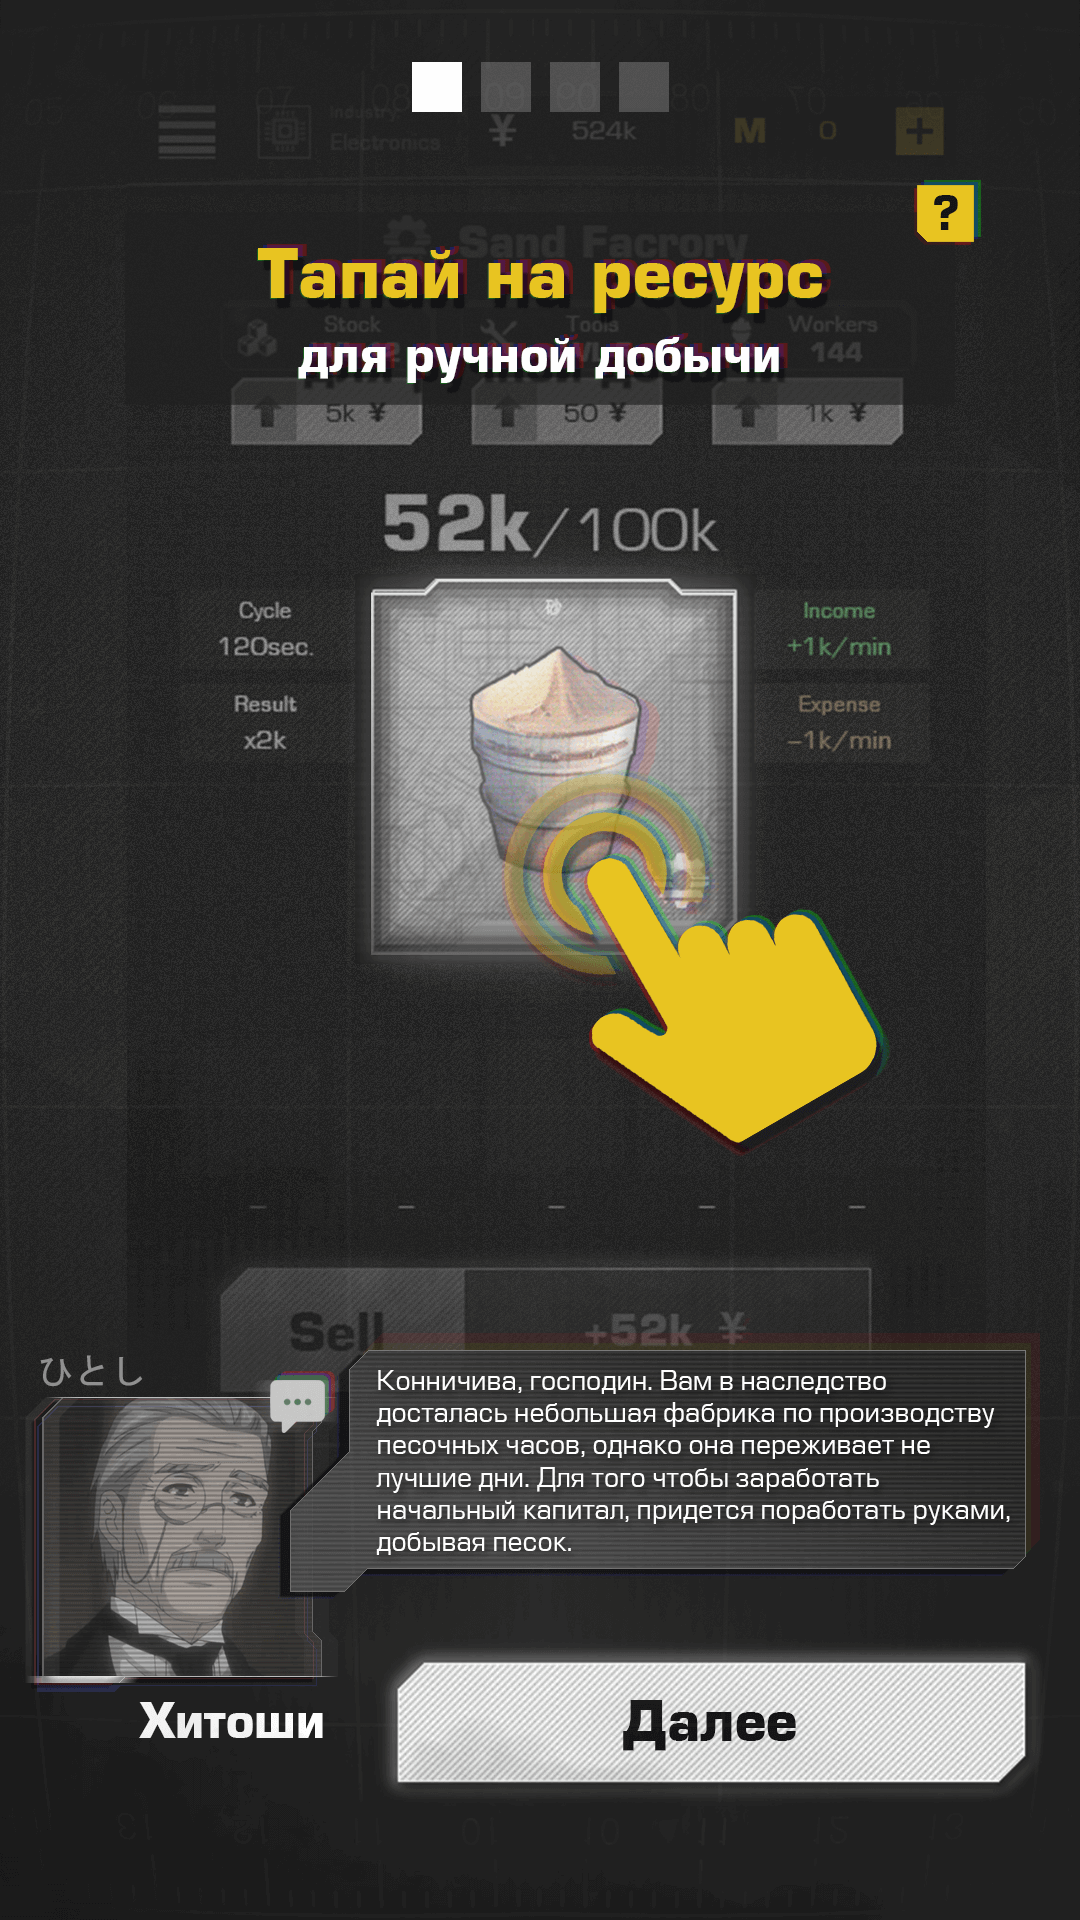 Industry:
Electronics
¥ 524k
M 0 +
?
Sand Facrory
Тапай на ресурс
для ручной добычи
Stock
Tools
Workers
144
5k ¥
50 ¥
1k ¥
52k/100k
Cycle
120sec.
Income
+1k/min
Result
x2k
Expense
-1k/min
Sell
+52k ¥
ひとし
Конничива, господин. Вам в наследство
досталась небольшая фабрика по производству
песочных часов, однако она переживает не
лучшие дни. Для того чтобы заработать
начальный капитал, придется поработать руками,
добывая песок.
Хитоши
Далее